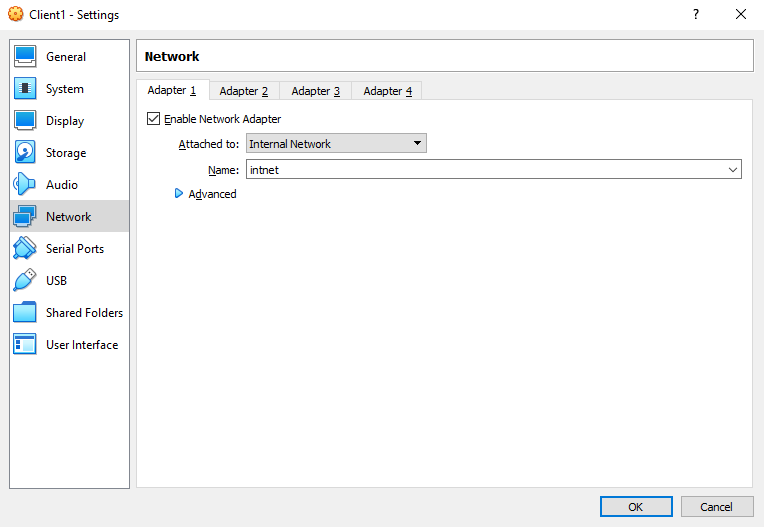 Client1 - Settings
?
General
System
Display
Storage
Audio
Network
Serial Ports
USB
Shared Folders
User Interface
Network
Adapter 1 Adapter 2 Adapter 3 Adapter 4
Enable Network Adapter
Attached to: Internal Network
Name: intnet
Advanced
OK Cancel